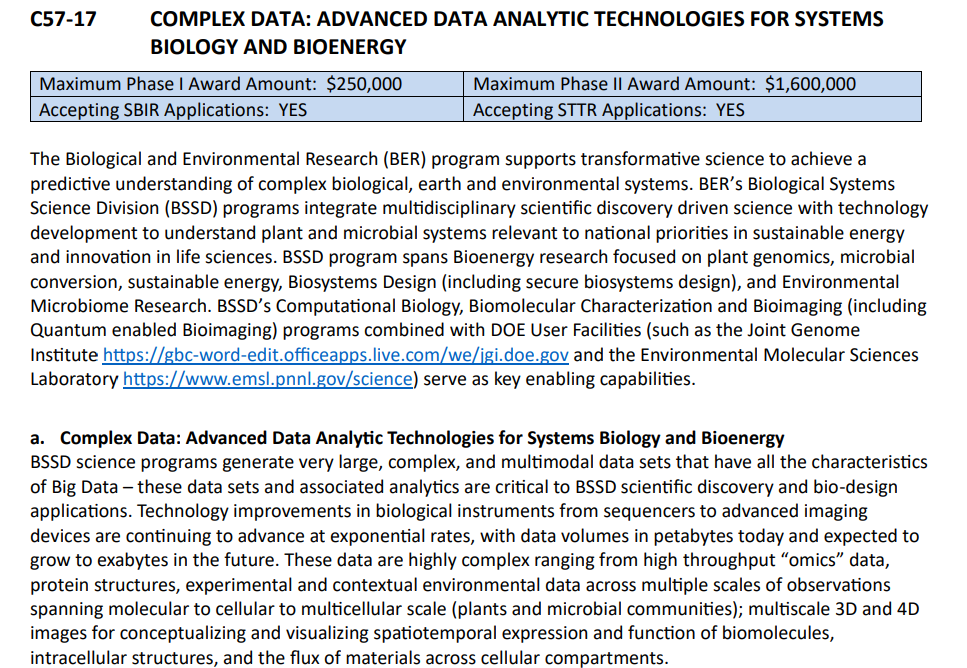 C57-17 COMPLEX DATA: ADVANCED DATA ANALYTIC TECHNOLOGIES FOR SYSTEMS
BIOLOGY AND BIOENERGY
Maximum Phase I Award Amount: $250,000 Maximum Phase II Award Amount: $1,600,000
Accepting SBIR Applications: YES Accepting STTR Applications: YES
The Biological and Environmental Research (BER) program supports transformative science to achieve a
predictive understanding of complex biological, earth and environmental systems. BER's Biological Systems
Science Division (BSSD) programs integrate multidisciplinary scientific discovery driven science with technology
development to understand plant and microbial systems relevant to national priorities in sustainable energy
and innovation in life sciences. BSSD program spans Bioenergy research focused on plant genomics, microbial
conversion, sustainable energy, Biosystems Design (including secure biosystems design), and Environmental
Microbiome Research. BSSD's Computational Biology, Biomolecular Characterization and Bioimaging (including
Quantum enabled Bioimaging) programs combined with DOE User Facilities (such as the Joint Genome
Institute https://gbc-word-edit.officeapps.live.com/we/jgi.doe.gov and the Environmental Molecular Sciences
Laboratory https://www.emsl.pnnl.gov/science) serve as key enabling capabilities.
a. Complex Data: Advanced Data Analytic Technologies for Systems Biology and Bioenergy
BSSD science programs generate very large, complex, and multimodal data sets that have all the characteristics
of Big Data – these data sets and associated analytics are critical to BSSD scientific discovery and bio-design
applications. Technology improvements in biological instruments from sequencers to advanced imaging
devices are continuing to advance at exponential rates, with data volumes in petabytes today and expected to
grow to exabytes in the future. These data are highly complex ranging from high throughput "omics" data,
protein structures, experimental and contextual environmental data across multiple scales of observations
spanning molecular to cellular to multicellular scale (plants and microbial communities); multiscale 3D and 4D
images for conceptualizing and visualizing spatiotemporal expression and function of biomolecules,
intracellular structures, and the flux of materials across cellular compartments.